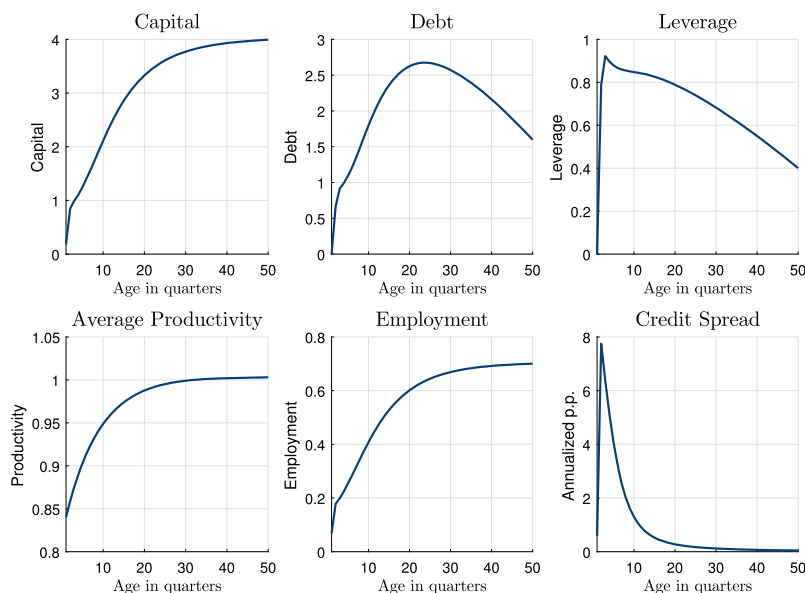 Capital
Debt
Leverage
4
3
2
1
0
Capital
10 20 30 40 50
Age in quarters
3
2.5
2
1.5
1
0.5
0
Debt
10 20 30 40 50
Age in quarters
1
0.8
0.6
0.4
0.2
0
Leverage
10 20 30 40 50
Age in quarters
Average Productivity
Employment
Credit Spread
1.05
1
0.95
0.9
0.85
0.8
Productivity
10 20 30 40 50
Age in quarters
0.8
0.6
0.4
0.2
0
Employment
10 20 30 40 50
Age in quarters
8
6
4
2
0
Annualized p.p.
10 20 30 40 50
Age in quarters